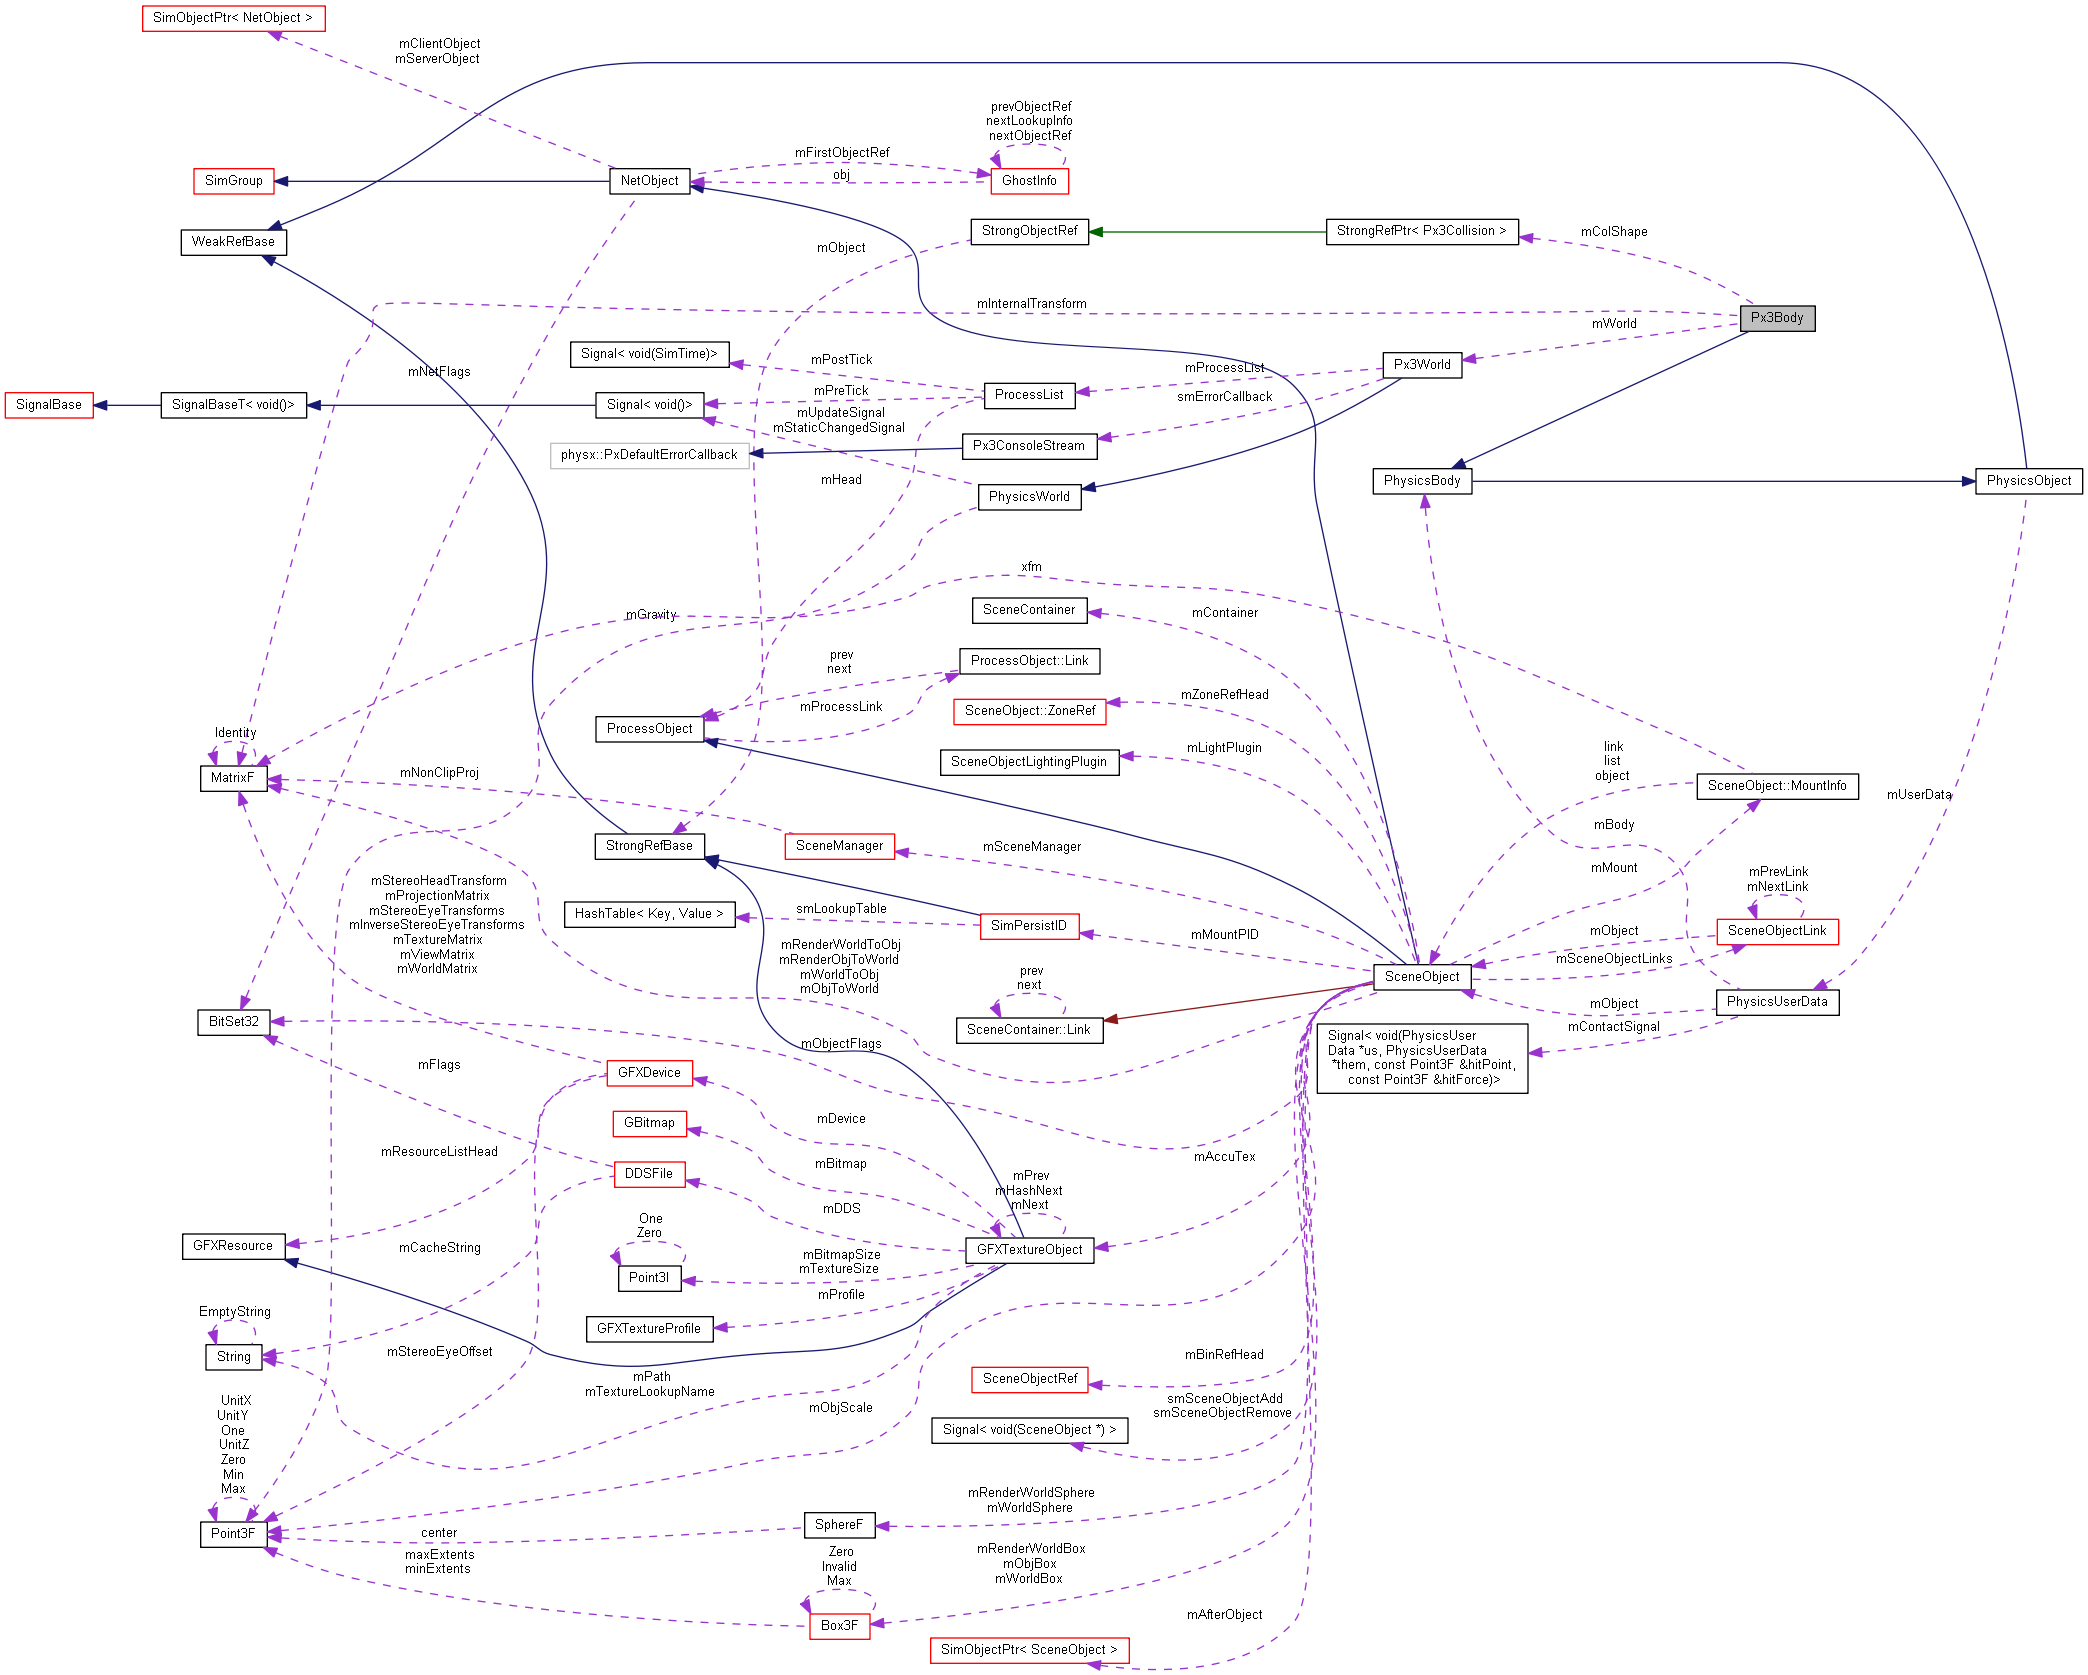 SimObjectPtr< NetObject >
mClientObject
mServerObject
prevObjectRef
nextLookupInfo
nextObjectRef
mFirstObjectRef
SimGroup
NetObject
obj
GhostInfo
WeakRefBase
mObject
StrongObjectRef
StrongRefPtr< Px3Collision >
mColShape
mInternalTransform
Px3Body
mWorld
Signal< void(SimTime)>
mPostTick
Px3World
mProcessList
mNetFlags
SignalBase
SignalBaseT< void()>
Signal< void()>
mPreTick
ProcessList
smErrorCallback
mUpdateSignal
mStaticChangedSignal
physx::PxDefaultErrorCallback
Px3ConsoleStream
mHead
PhysicsWorld
PhysicsBody
PhysicsObject
xfm
mGravity
SceneContainer
mContainer
prev
next
ProcessObject::Link
mProcessLink
SceneObject::ZoneRef
mZoneRefHead
ProcessObject
Identity
MatrixF
mNonClipProj
SceneObjectLightingPlugin
mLightPlugin
link
list
object
SceneObject::MountInfo
mUserData
mBody
StrongRefBase
SceneManager
mSceneManager
mMount
mStereoHeadTransform
mProjectionMatrix
mStereoEyeTransforms
mInverseStereoEyeTransforms
mTextureMatrix
mViewMatrix
mWorldMatrix
HashTable< Key, Value >
smLookupTable
SimPersistID
mMountPID
mPrevLink
mNextLink
SceneObjectLink
mObject
mSceneObjectLinks
mRenderWorldToObj
mRenderObjToWorld
mWorldToObj
mObjToWorld
prev
next
SceneObject
BitSet32
SceneContainer::Link
mObject
mContactSignal
PhysicsUserData
mObjectFlags
Signal< void(PhysicsUser
Data *us, PhysicsUserData
*them, const Point3F &hitPoint,
const Point3F &hitForce)>
mFlags
GFXDevice
GBitmap
mDevice
mResourceListHead
DDSFile
mBitmap
mAccuTex
mPrev
mHashNext
mNext
mDDS
One
Zero
GFXResource
mCacheString
Point3I
mBitmapSize
mTextureSize
GFXTextureObject
mProfile
EmptyString
GFXTextureProfile
String
mStereoEyeOffset
mPath
mTextureLookupName
SceneObjectRef
mBinRefHead
UnitX
UnitY
One
UnitZ
Zero
Min
Max
mObjScale
Signal< void(SceneObject *) >
smSceneObjectAdd
smSceneObjectRemove
Point3F
center
SphereF
mRenderWorldSphere
mWorldSphere
maxExtents
minExtents
Zero
Invalid
Max
mRenderWorldBox
mObjBox
mWorldBox
Box3F
mAfterObject
SimObjectPtr< SceneObject >